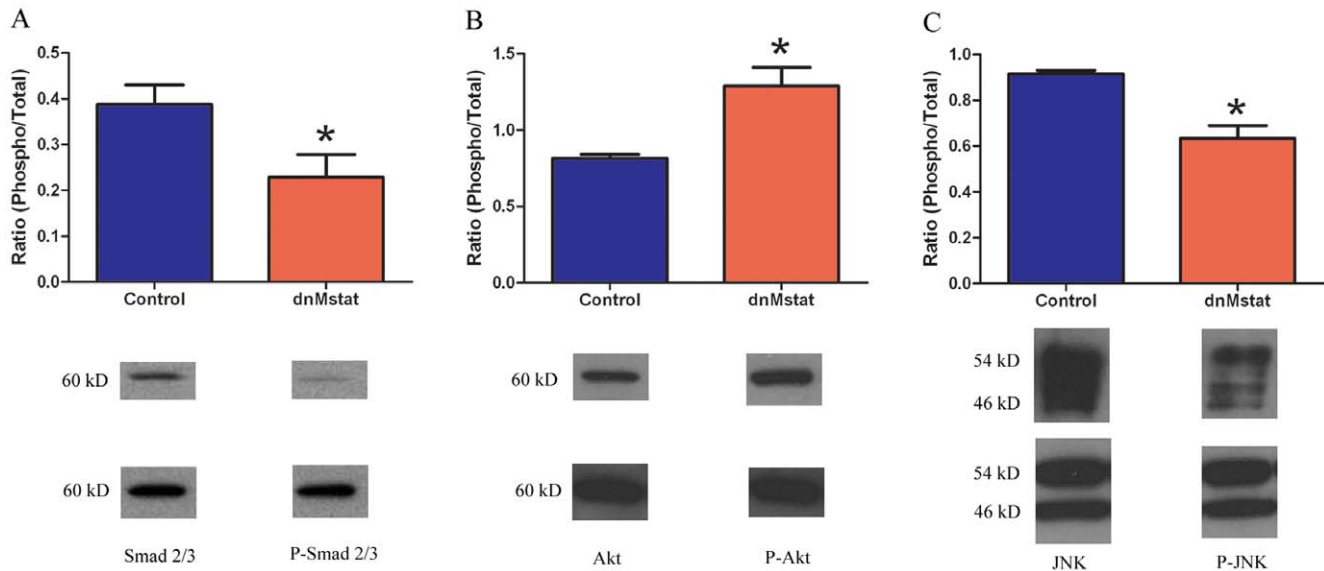 A
Ratio (Phospho/Total)
0.5
0.4
0.3
0.2
0.1
0.0
*
Control
dnMstat
60 kD
60 kD
Smad 2/3
P-Smad 2/3
B
Ratio (Phospho/Total)
1.5
1.0
0.5
0.0
*
Control
dnMstat
60 kD
60 kD
Akt
P-Akt
C
Ratio (Phospho/Total)
1.0
0.8
0.6
0.4
0.2
0.0
*
Control
dnMstat
54 kD
46 kD
54 kD
46 kD
JNK
P-JNK